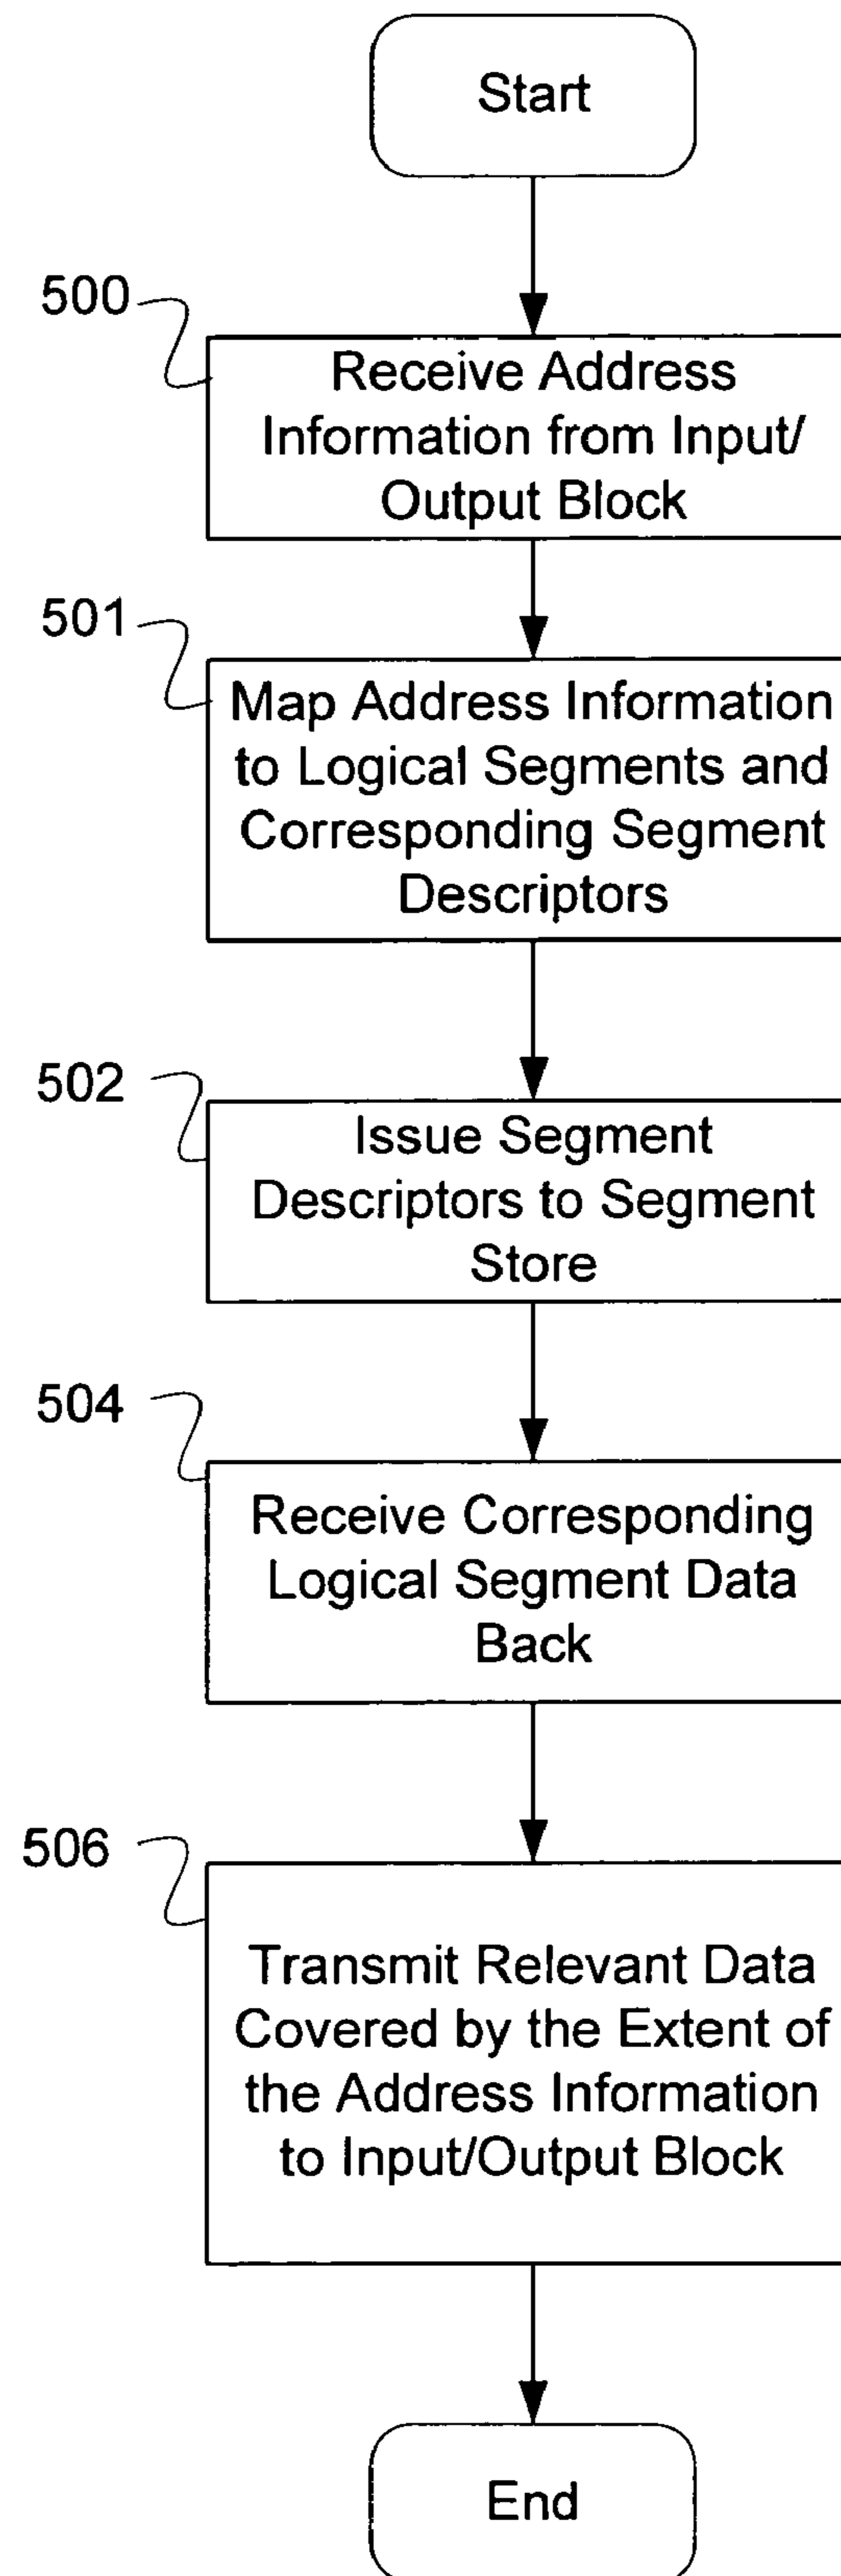 Start
500
Receive Address
Information from Input/
Output Block
501
Map Address Information
to Logical Segments and
Corresponding Segment
Descriptors
502
Issue Segment
Descriptors to Segment
Store
504
Receive Corresponding
Logical Segment Data
Back
506
Transmit Relevant Data
Covered by the Extent of
the Address Information
to Input/Output Block
End